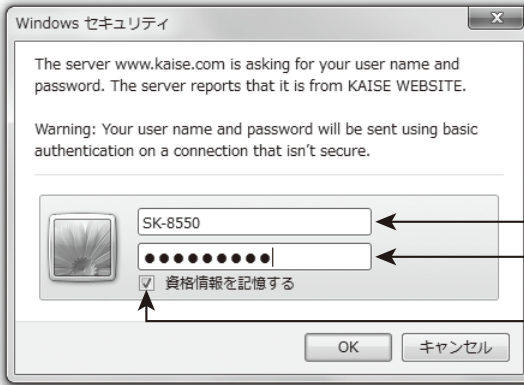 Windows セキュリティ
The server www.kaise.com is asking for your user name and
password. The server reports that it is from KAISE WEBSITE.
Warning: Your user name and password will be sent using basic
authentication on a connection that isn't secure.
SK-8550
●●●●●●●●●
資格情報を記憶する
OK キャンセル